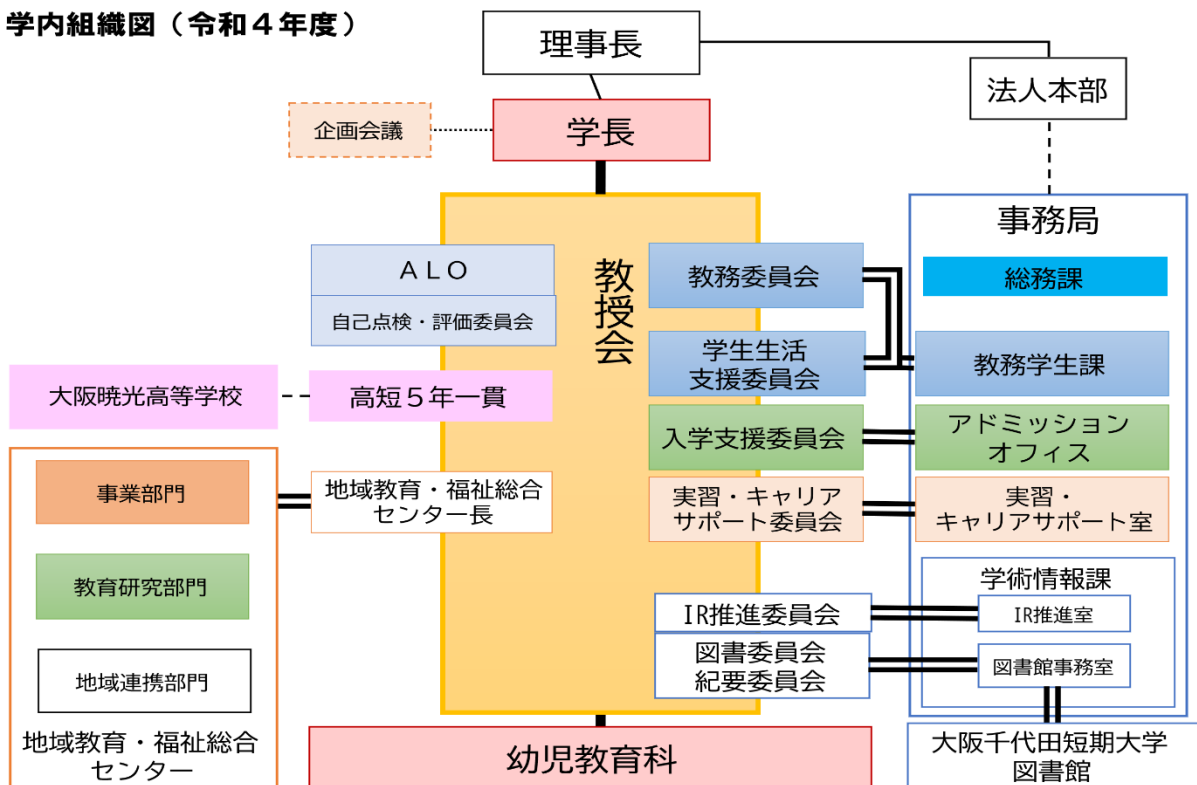 学内組織図（令和４年度）
理事長
法人本部
企画会議
学長
教授会
ＡＬＯ
自己点検・評価委員会
大阪暁光高等学校
高短５年一貫
地域教育・福祉総合
センター長
事業部門
教育研究部門
地域連携部門
地域教育・福祉総合
センター
教務委員会
学生生活
支援委員会
入学支援委員会
実習・キャリア
サポート委員会
IR推進委員会
図書委員会
紀要委員会
事務局
総務課
教務学生課
アドミッション
オフィス
実習・
キャリアサポート室
学術情報課
IR推進室
図書館事務室
大阪千代田短期大学
図書館
幼児教育科